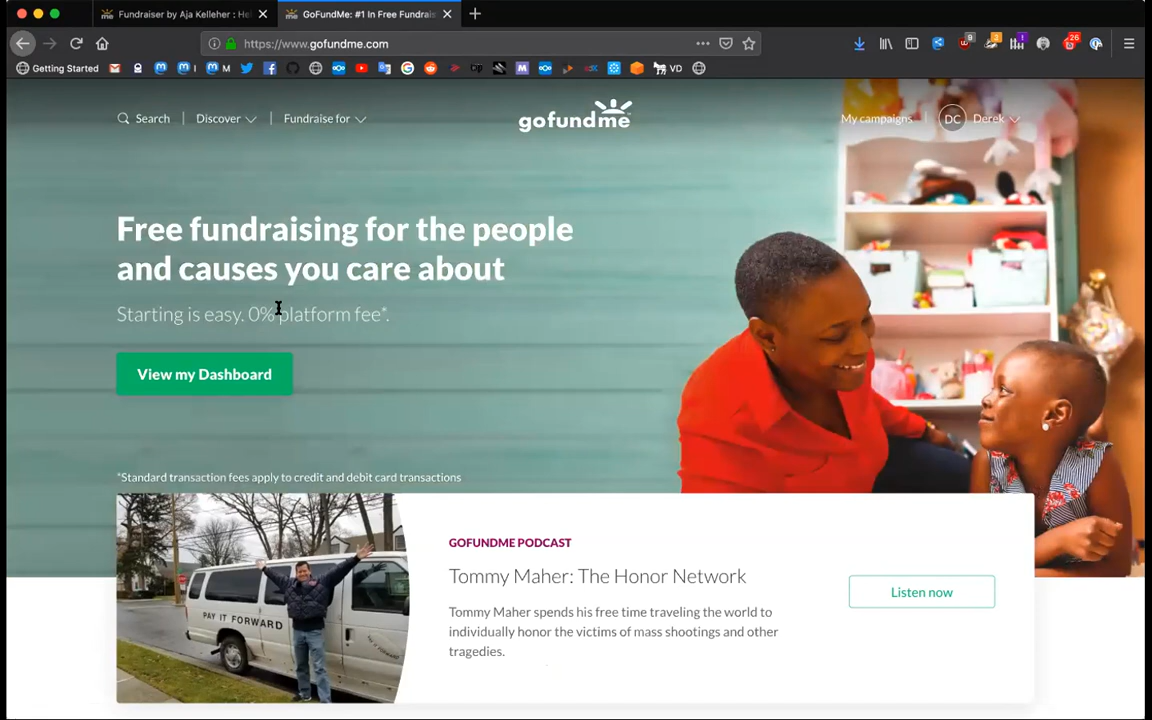 Fundraiser by Aja Kelleher : He
GoFundMe: #1 in Free Fundrais
https://www.gofundme.com
Getting Started
M
VD
Search
Discover
Fundraise for
gofundme
My campaigns
DC
Derek
Free fundraising for the people
and causes you care about
Starting is easy. 0% platform fee*.
View my Dashboard
*Standard transaction fees apply to credit and debit card transactions
PAY IT FORWARD
GOFUNDME PODCAST
Tommy Maher: The Honor Network
Tommy Maher spends his free time traveling the world to
individually honor the victims of mass shootings and other
tragedies.
Listen now